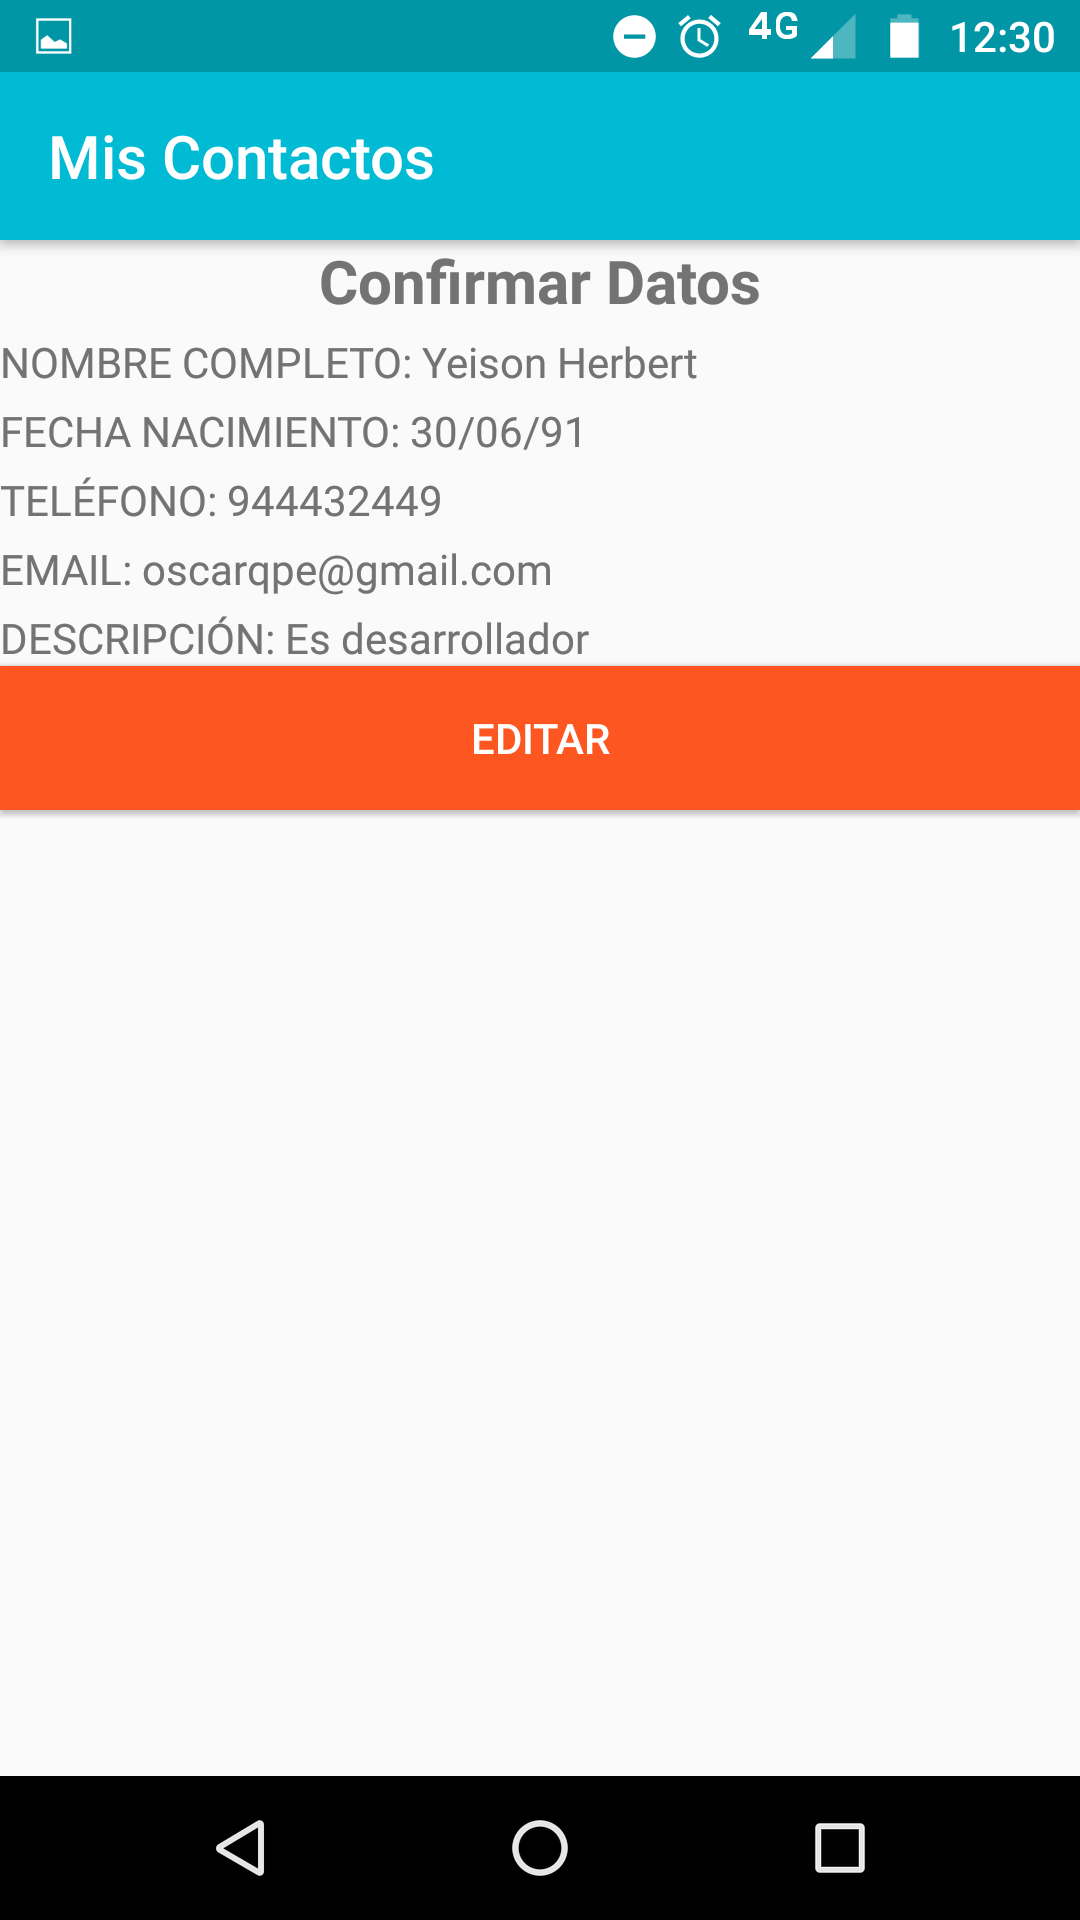 4G 12:30
Mis Contactos
Confirmar Datos
NOMBRE COMPLETO: Yeison Herbert
FECHA NACIMIENTO: 30/06/91
TELÉFONO: 944432449
EMAIL: oscarqpe@gmail.com
DESCRIPCIÓN: Es desarrollador
EDITAR